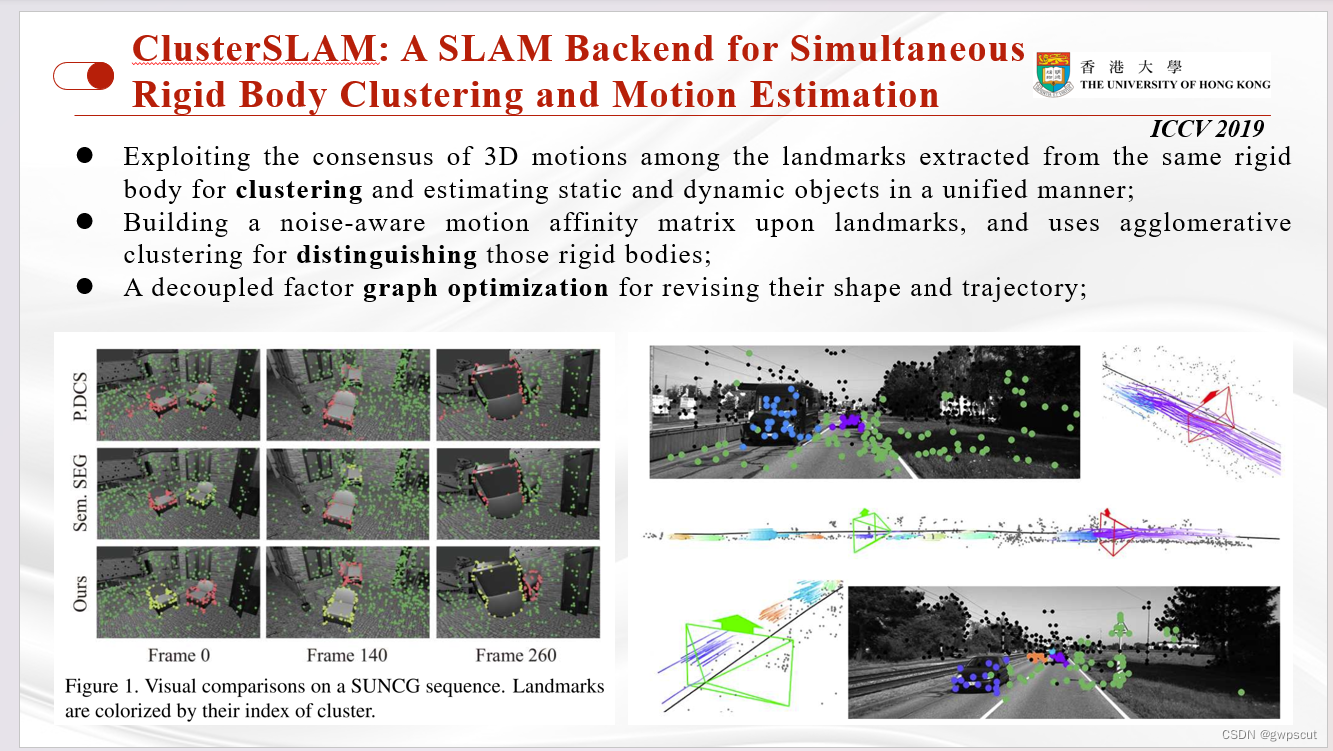 ClusterSLAM: A SLAM Backend for Simultaneous
Rigid Body Clustering and Motion Estimation
香港大學
THE UNIVERSITY OF HONG KONG
ICCV 2019
● Exploiting the consensus of 3D motions among the landmarks extracted from the same rigid
body for clustering and estimating static and dynamic objects in a unified manner;
● Building a noise-aware motion affinity matrix upon landmarks, and uses agglomerative
clustering for distinguishing those rigid bodies;
● A decoupled factor graph optimization for revising their shape and trajectory;
P.DCS
Sem. SEG
Ours
Frame 0
Frame 140
Frame 260
Figure 1. Visual comparisons on a SUNCG sequence. Landmarks
are colorized by their index of cluster.
CSDN @gwpscut